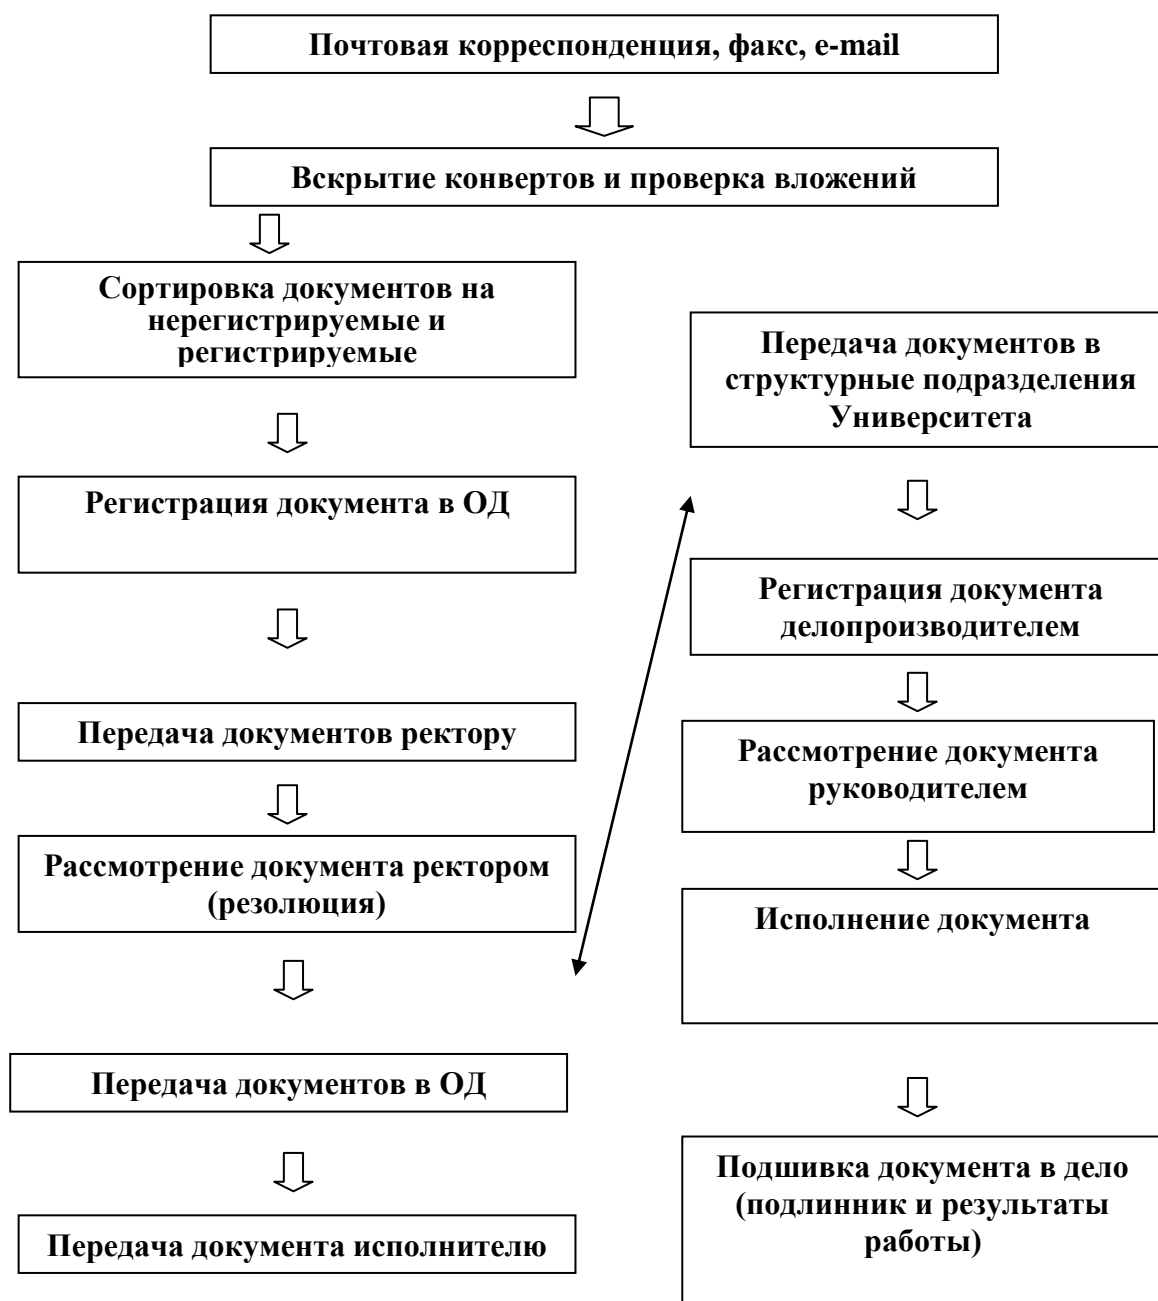 Почтовая корреспонденция, факс, e-mail
Вскрытие конвертов и проверка вложений
Сортировка документов на
нерегистрируемые и
регистрируемые
Регистрация документа в ОД
Передача документов ректору
Рассмотрение документа ректором
(резолюция)
Передача документов в ОД
Передача документа исполнителю
Передача документов в
структурные подразделения
Университета
Регистрация документа
делопроизводителем
Рассмотрение документа
руководителем
Исполнение документа
Подшивка документа в дело
(подлинник и результаты
работы)